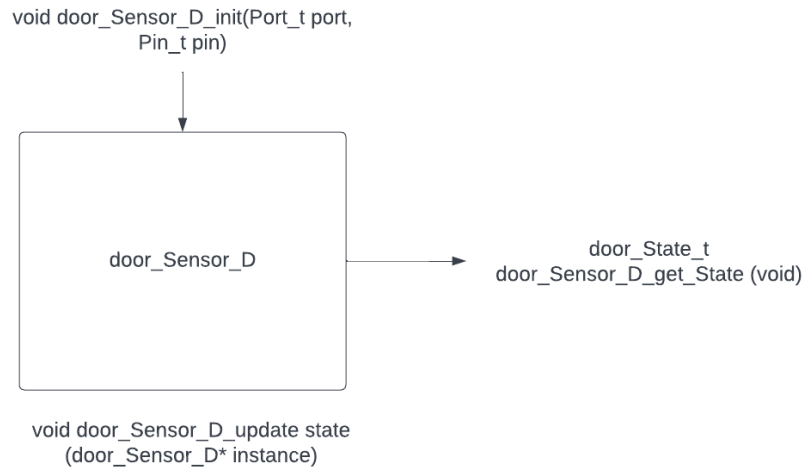 void door_Sensor_D_init(Port_t port,
Pin_t pin)
door_Sensor_D
door_State_t
door_Sensor_D_get_State (void)
void door_Sensor_D_update state
(door_Sensor_D* instance)